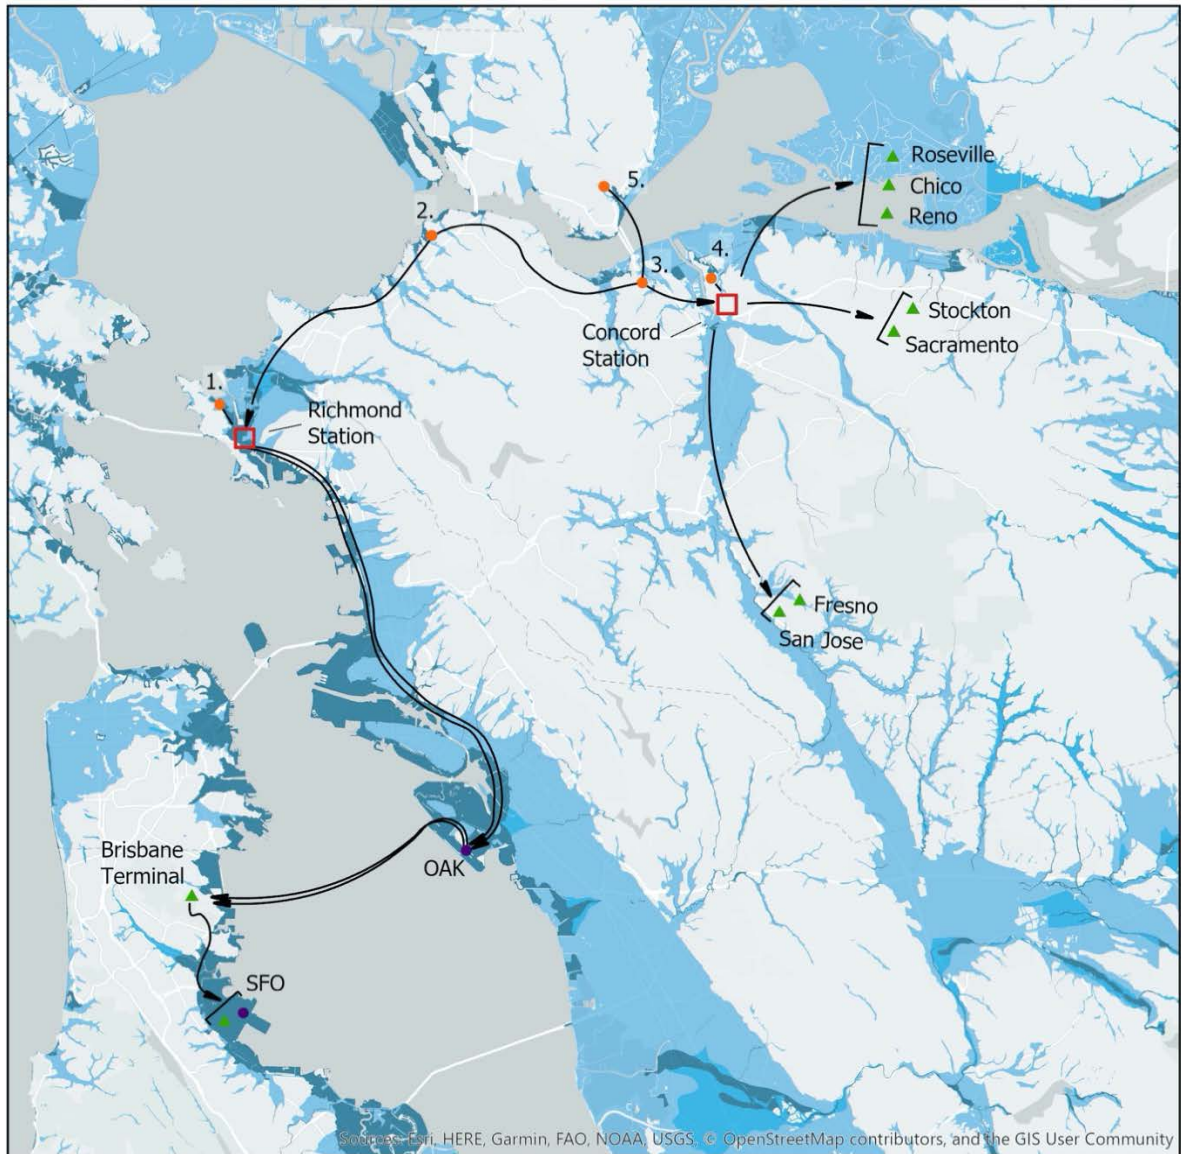 Roseville
5.
Chico
2.
Reno
4.
3.
Stockton
Concord
Station
Sacramento
1.
Richmond
Station
Fresno
San Jose
Brisbane
Terminal
OAK
SFO
Sources: Esri, HERE, Garmin, FAO, NOAA, USGS, © OpenStreetMap contributors, and the GIS User Community